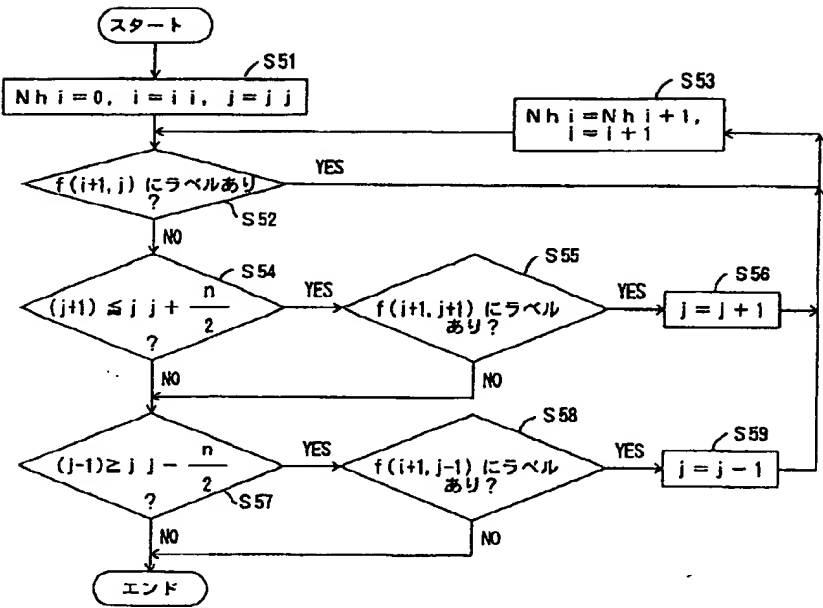 スタート
S51
Nhi=0, i=ii, j=jj
S53
Nhi=Nhi+1,
i=i+1
f(i+1,j)にラベルあり
?
YES
S52
NO
S54
(j+1)≦jj+n/2
?
YES
S55
f(i+1,j+1)にラベル
あり?
YES
S56
j=j+1
NO
NO
(j-1)≧jj-n/2
?
S57
YES
S58
f(i+1,j-1)にラベル
あり?
YES
S59
j=j-1
NO
NO
エンド